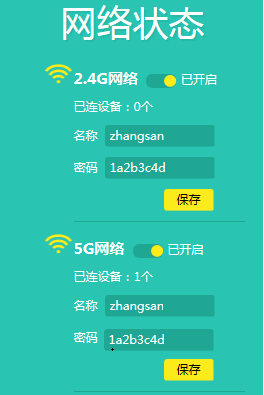 网络状态
2.4G网络 已开启
已连设备：0个
名称 zhangsan
密码 1a2b3c4d
保存
5G网络 已开启
已连设备：1个
名称 zhangsan
密码 1a2b3c4d
保存